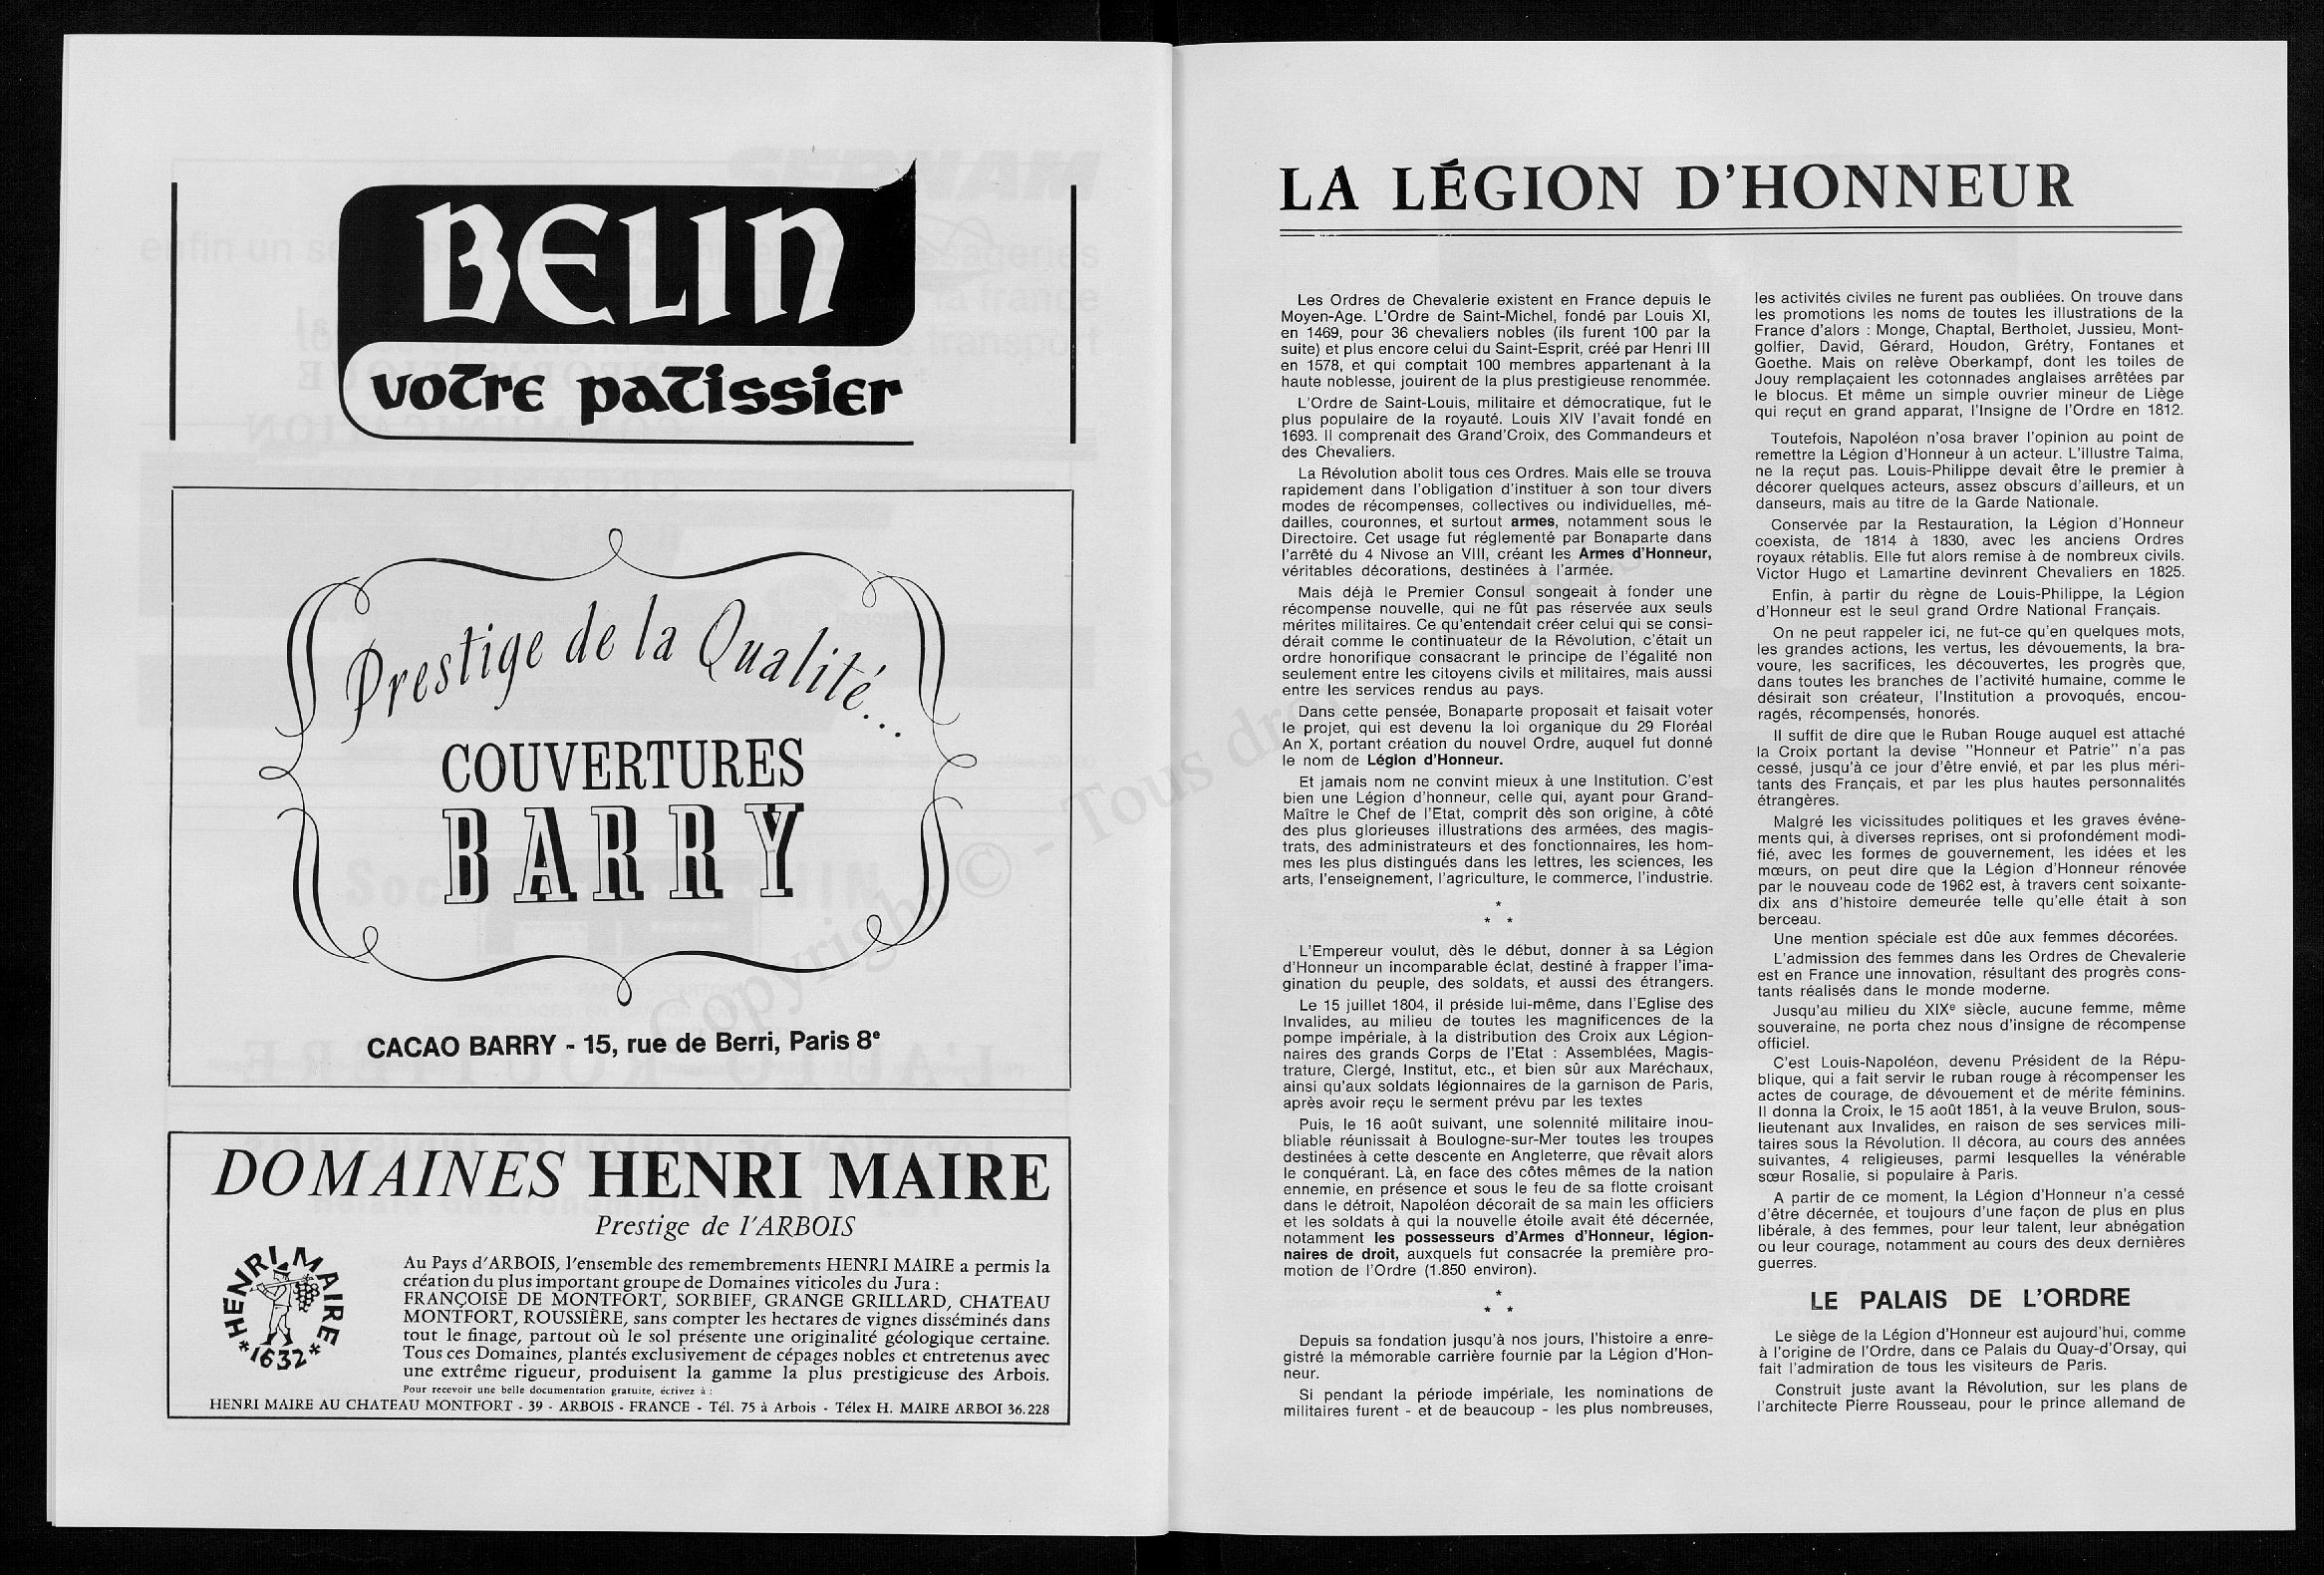 BELIN
votre patissier
Prestige de la Qualité...
COUVERTURES
BARRY
CACAO BARRY - 15, rue de Berri, Paris 8e
DOMAINES HENRI MAIRE
Prestige de l'ARBOIS
HENRI MAIRE
*1632*
Au Pays d'ARBOIS, l'ensemble des remembrements HENRI MAIRE a permis la
création du plus important groupe de Domaines viticoles du Jura :
FRANÇOISE DE MONTFORT, SORBIEF, GRANGE GRILLARD, CHATEAU
MONTFORT, ROUSSIÈRE, sans compter les hectares de vignes disséminés dans
tout le finage, partout où le sol présente une originalité géologique certaine.
Tous ces Domaines, plantés exclusivement de cépages nobles et entretenus avec
une extrême rigueur, produisent la gamme la plus prestigieuse des Arbois.
Pour recevoir une belle documentation gratuite, écrivez à :
HENRI MAIRE AU CHATEAU MONTFORT - 39 - ARBOIS - FRANCE - Tél. 75 à Arbois - Télex H. MAIRE ARBOI 36.228
LA LÉGION D'HONNEUR
Les Ordres de Chevalerie existent en France depuis le
Moyen-Age. L'Ordre de Saint-Michel, fondé par Louis XI,
en 1469, pour 36 chevaliers nobles (ils furent 100 par la
suite) et plus encore celui du Saint-Esprit, créé par Henri III
en 1578, et qui comptait 100 membres appartenant à la
haute noblesse, jouirent de la plus prestigieuse renommée.
L'Ordre de Saint-Louis, militaire et démocratique, fut le
plus populaire de la royauté. Louis XIV l'avait fondé en
1693. Il comprenait des Grand'Croix, des Commandeurs et
des Chevaliers.
La Révolution abolit tous ces Ordres. Mais elle se trouva
rapidement dans l'obligation d'instituer à son tour divers
modes de récompenses, collectives ou individuelles, mé-
dailles, couronnes, et surtout armes, notamment sous le
Directoire. Cet usage fut réglementé par Bonaparte dans
l'arrêté du 4 Nivose an VIII, créant les Armes d'Honneur,
véritables décorations, destinées à l'armée.
Mais déjà le Premier Consul songeait à fonder une
récompense nouvelle, qui ne fût pas réservée aux seuls
mérites militaires. Ce qu'entendait créer celui qui se consi-
dérait comme le continuateur de la Révolution, c'était un
ordre honorifique consacrant le principe de l'égalité non
seulement entre les citoyens civils et militaires, mais aussi
entre les services rendus au pays.
Dans cette pensée, Bonaparte proposait et faisait voter
le projet, qui est devenu la loi organique du 29 Floréal
An X, portant création du nouvel Ordre, auquel fut donné
le nom de Légion d'Honneur.
Et jamais nom ne convint mieux à une Institution. C'est
bien une Légion d'honneur, celle qui, ayant pour Grand-
Maître le Chef de l'Etat, comprit dès son origine, à côté
des plus glorieuses illustrations des armées, des magis-
trats, des administrateurs et des fonctionnaires, les hom-
mes les plus distingués dans les lettres, les sciences, les
arts, l'enseignement, l'agriculture, le commerce, l'industrie.
*
* *
L'Empereur voulut, dès le début, donner à sa Légion
d'Honneur un incomparable éclat, destiné à frapper l'ima-
gination du peuple, des soldats, et aussi des étrangers.
Le 15 juillet 1804, il préside lui-même, dans l'Eglise des
Invalides, au milieu de toutes les magnificences de la
pompe impériale, à la distribution des Croix aux Légion-
naires des grands Corps de l'Etat : Assemblées, Magis-
trature, Clergé, Institut, etc., et bien sûr aux Maréchaux,
ainsi qu'aux soldats légionnaires de la garnison de Paris,
après avoir reçu le serment prévu par les textes
Puis, le 16 août suivant, une solennité militaire inou-
bliable réunissait à Boulogne-sur-Mer toutes les troupes
destinées à cette descente en Angleterre, que rêvait alors
le conquérant. Là, en face des côtes mêmes de la nation
ennemie, en présence et sous le feu de sa flotte croisant
dans le détroit, Napoléon décorait de sa main les officiers
et les soldats à qui la nouvelle étoile avait été décernée,
notamment les possesseurs d'Armes d'Honneur, légion-
naires de droit, auxquels fut consacrée la première pro-
motion de l'Ordre (1.850 environ).
*
* *
Depuis sa fondation jusqu'à nos jours, l'histoire a enre-
gistré la mémorable carrière fournie par la Légion d'Hon-
neur.
Si pendant la période impériale, les nominations de
militaires furent - et de beaucoup - les plus nombreuses,
les activités civiles ne furent pas oubliées. On trouve dans
les promotions les noms de toutes les illustrations de la
France d'alors : Monge, Chaptal, Bertholet, Jussieu, Mont-
golfier, David, Gérard, Houdon, Grétry, Fontanes et
Goethe. Mais on relève Oberkampf, dont les toiles de
Jouy remplaçaient les cotonnades anglaises arrêtées par
le blocus. Et même un simple ouvrier mineur de Liège
qui reçut en grand apparat, l'Insigne de l'Ordre en 1812.
Toutefois, Napoléon n'osa braver l'opinion au point de
remettre la Légion d'Honneur à un acteur. L'illustre Talma,
ne la reçut pas. Louis-Philippe devait être le premier à
décorer quelques acteurs, assez obscurs d'ailleurs, et un
danseurs, mais au titre de la Garde Nationale.
Conservée par la Restauration, la Légion d'Honneur
coexista, de 1814 à 1830, avec les anciens Ordres
royaux rétablis. Elle fut alors remise à de nombreux civils.
Victor Hugo et Lamartine devinrent Chevaliers en 1825.
Enfin, à partir du règne de Louis-Philippe, la Légion
d'Honneur est le seul grand Ordre National Français.
On ne peut rappeler ici, ne fut-ce qu'en quelques mots,
les grandes actions, les vertus, les dévouements, la bra-
voure, les sacrifices, les découvertes, les progrès que,
dans toutes les branches de l'activité humaine, comme le
désirait son créateur, l'Institution a provoqués, encou-
ragés, récompensés, honorés.
Il suffit de dire que le Ruban Rouge auquel est attaché
la Croix portant la devise "Honneur et Patrie" n'a pas
cessé, jusqu'à ce jour d'être envié, et par les plus méri-
tants des Français, et par les plus hautes personnalités
étrangères.
Malgré les vicissitudes politiques et les graves événe-
ments qui, à diverses reprises, ont si profondément modi-
fié, avec les formes de gouvernement, les idées et les
mœurs, on peut dire que la Légion d'Honneur rénovée
par le nouveau code de 1962 est, à travers cent soixante-
dix ans d'histoire demeurée telle qu'elle était à son
berceau.
Une mention spéciale est dûe aux femmes décorées.
L'admission des femmes dans les Ordres de Chevalerie
est en France une innovation, résultant des progrès cons-
tants réalisés dans le monde moderne.
Jusqu'au milieu du XIXe siècle, aucune femme, même
souveraine, ne porta chez nous d'insigne de récompense
officiel.
C'est Louis-Napoléon, devenu Président de la Répu-
blique, qui a fait servir le ruban rouge à récompenser les
actes de courage, de dévouement et de mérite féminins.
Il donna la Croix, le 15 août 1851, à la veuve Brulon, sous-
lieutenant aux Invalides, en raison de ses services mili-
taires sous la Révolution. Il décora, au cours des années
suivantes, 4 religieuses, parmi lesquelles la vénérable
sœur Rosalie, si populaire à Paris.
A partir de ce moment, la Légion d'Honneur n'a cessé
d'être décernée, et toujours d'une façon de plus en plus
libérale, à des femmes, pour leur talent, leur abnégation
ou leur courage, notamment au cours des deux dernières
guerres.
LE PALAIS DE L'ORDRE
Le siège de la Légion d'Honneur est aujourd'hui, comme
à l'origine de l'Ordre, dans ce Palais du Quay-d'Orsay, qui
fait l'admiration de tous les visiteurs de Paris.
Construit juste avant la Révolution, sur les plans de
l'architecte Pierre Rousseau, pour le prince allemand de
Copyright © - Tous droits